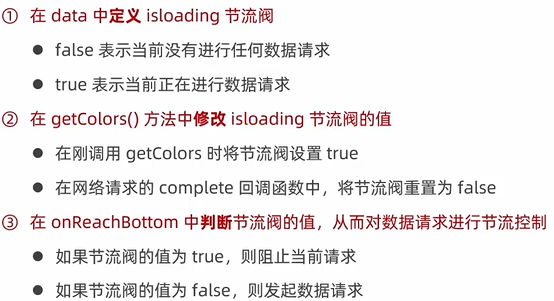 ① 在 data 中定义 isloading 节流阀
● false 表示当前没有进行任何数据请求
● true 表示当前正在进行数据请求
② 在 getColors() 方法中修改 isloading 节流阀的值
● 在刚调用 getColors 时将节流阀设置 true
● 在网络请求的 complete 回调函数中，将节流阀重置为 false
③ 在 onReachBottom 中判断节流阀的值，从而对数据请求进行节流控制
● 如果节流阀的值为 true，则阻止当前请求
● 如果节流阀的值为 false，则发起数据请求